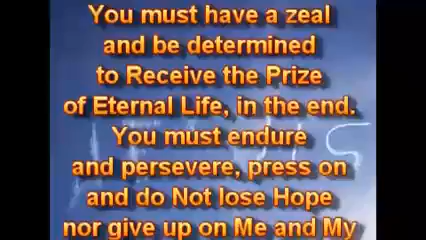 You must have a zeal
and be determined
to Receive the Prize
of Eternal Life, in the end.
You must endure
and persevere, press on
and do Not lose Hope
nor give up on Me and My